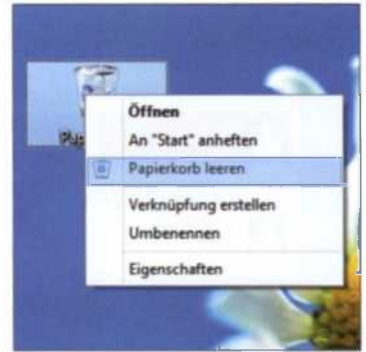 Öffnen
An "Start" anheften
Papierkorb leeren
Verknüpfung erstellen
Umbenennen
Eigenschaften